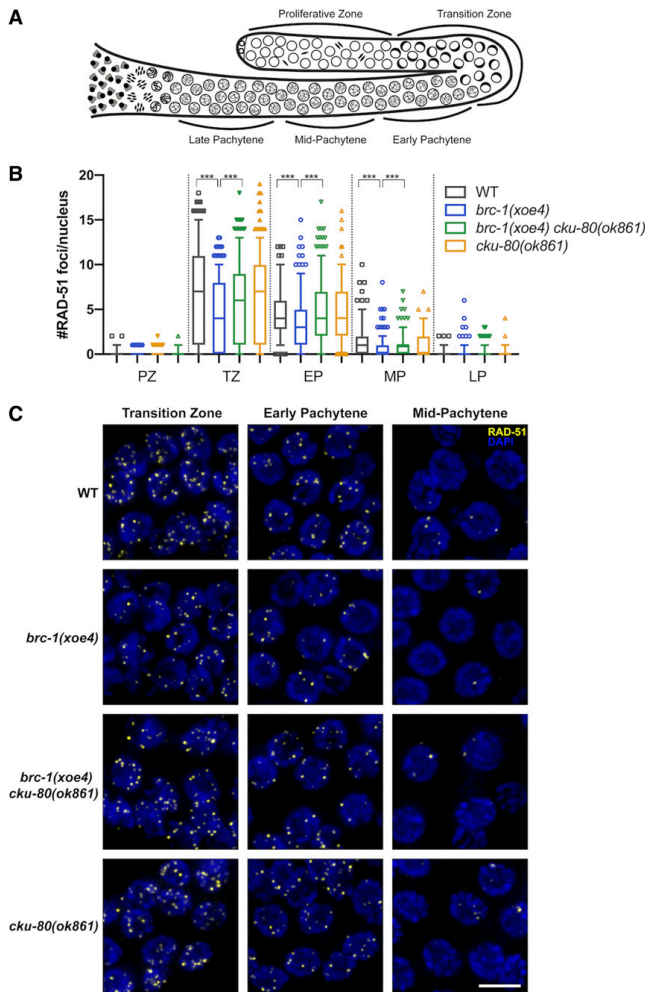 A
Proliferative Zone Transition Zone
Late Pachytene Mid-Pachytene Early Pachytene
B
#RAD-51 foci/nucleus
20
15
10
5
0
*** *** *** *** *** ***
PZ TZ EP MP LP
WT
brc-1(xoe4)
brc-1(xoe4) cku-80(ok861)
cku-80(ok861)
C
Transition Zone Early Pachytene Mid-Pachytene
RAD-51
DAPI
WT
brc-1(xoe4)
brc-1(xoe4)
cku-80(ok861)
cku-80(ok861)